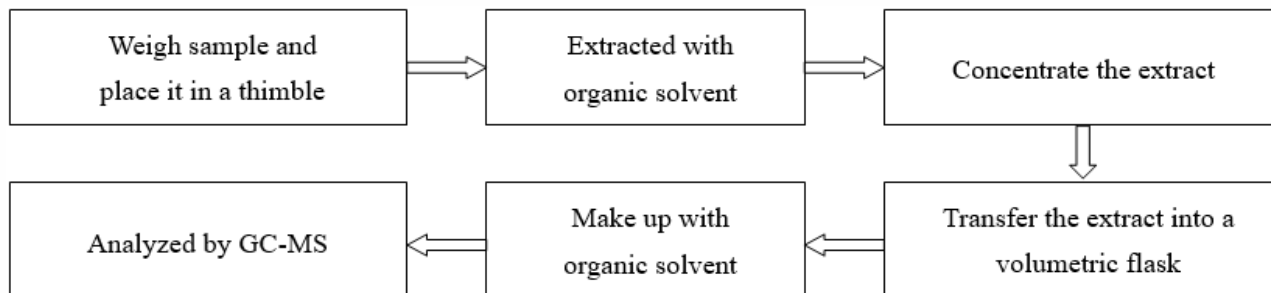 Weigh sample and
place it in a thimble
Extracted with
organic solvent
Concentrate the extract
Transfer the extract into a
volumetric flask
Make up with
organic solvent
Analyzed by GC-MS